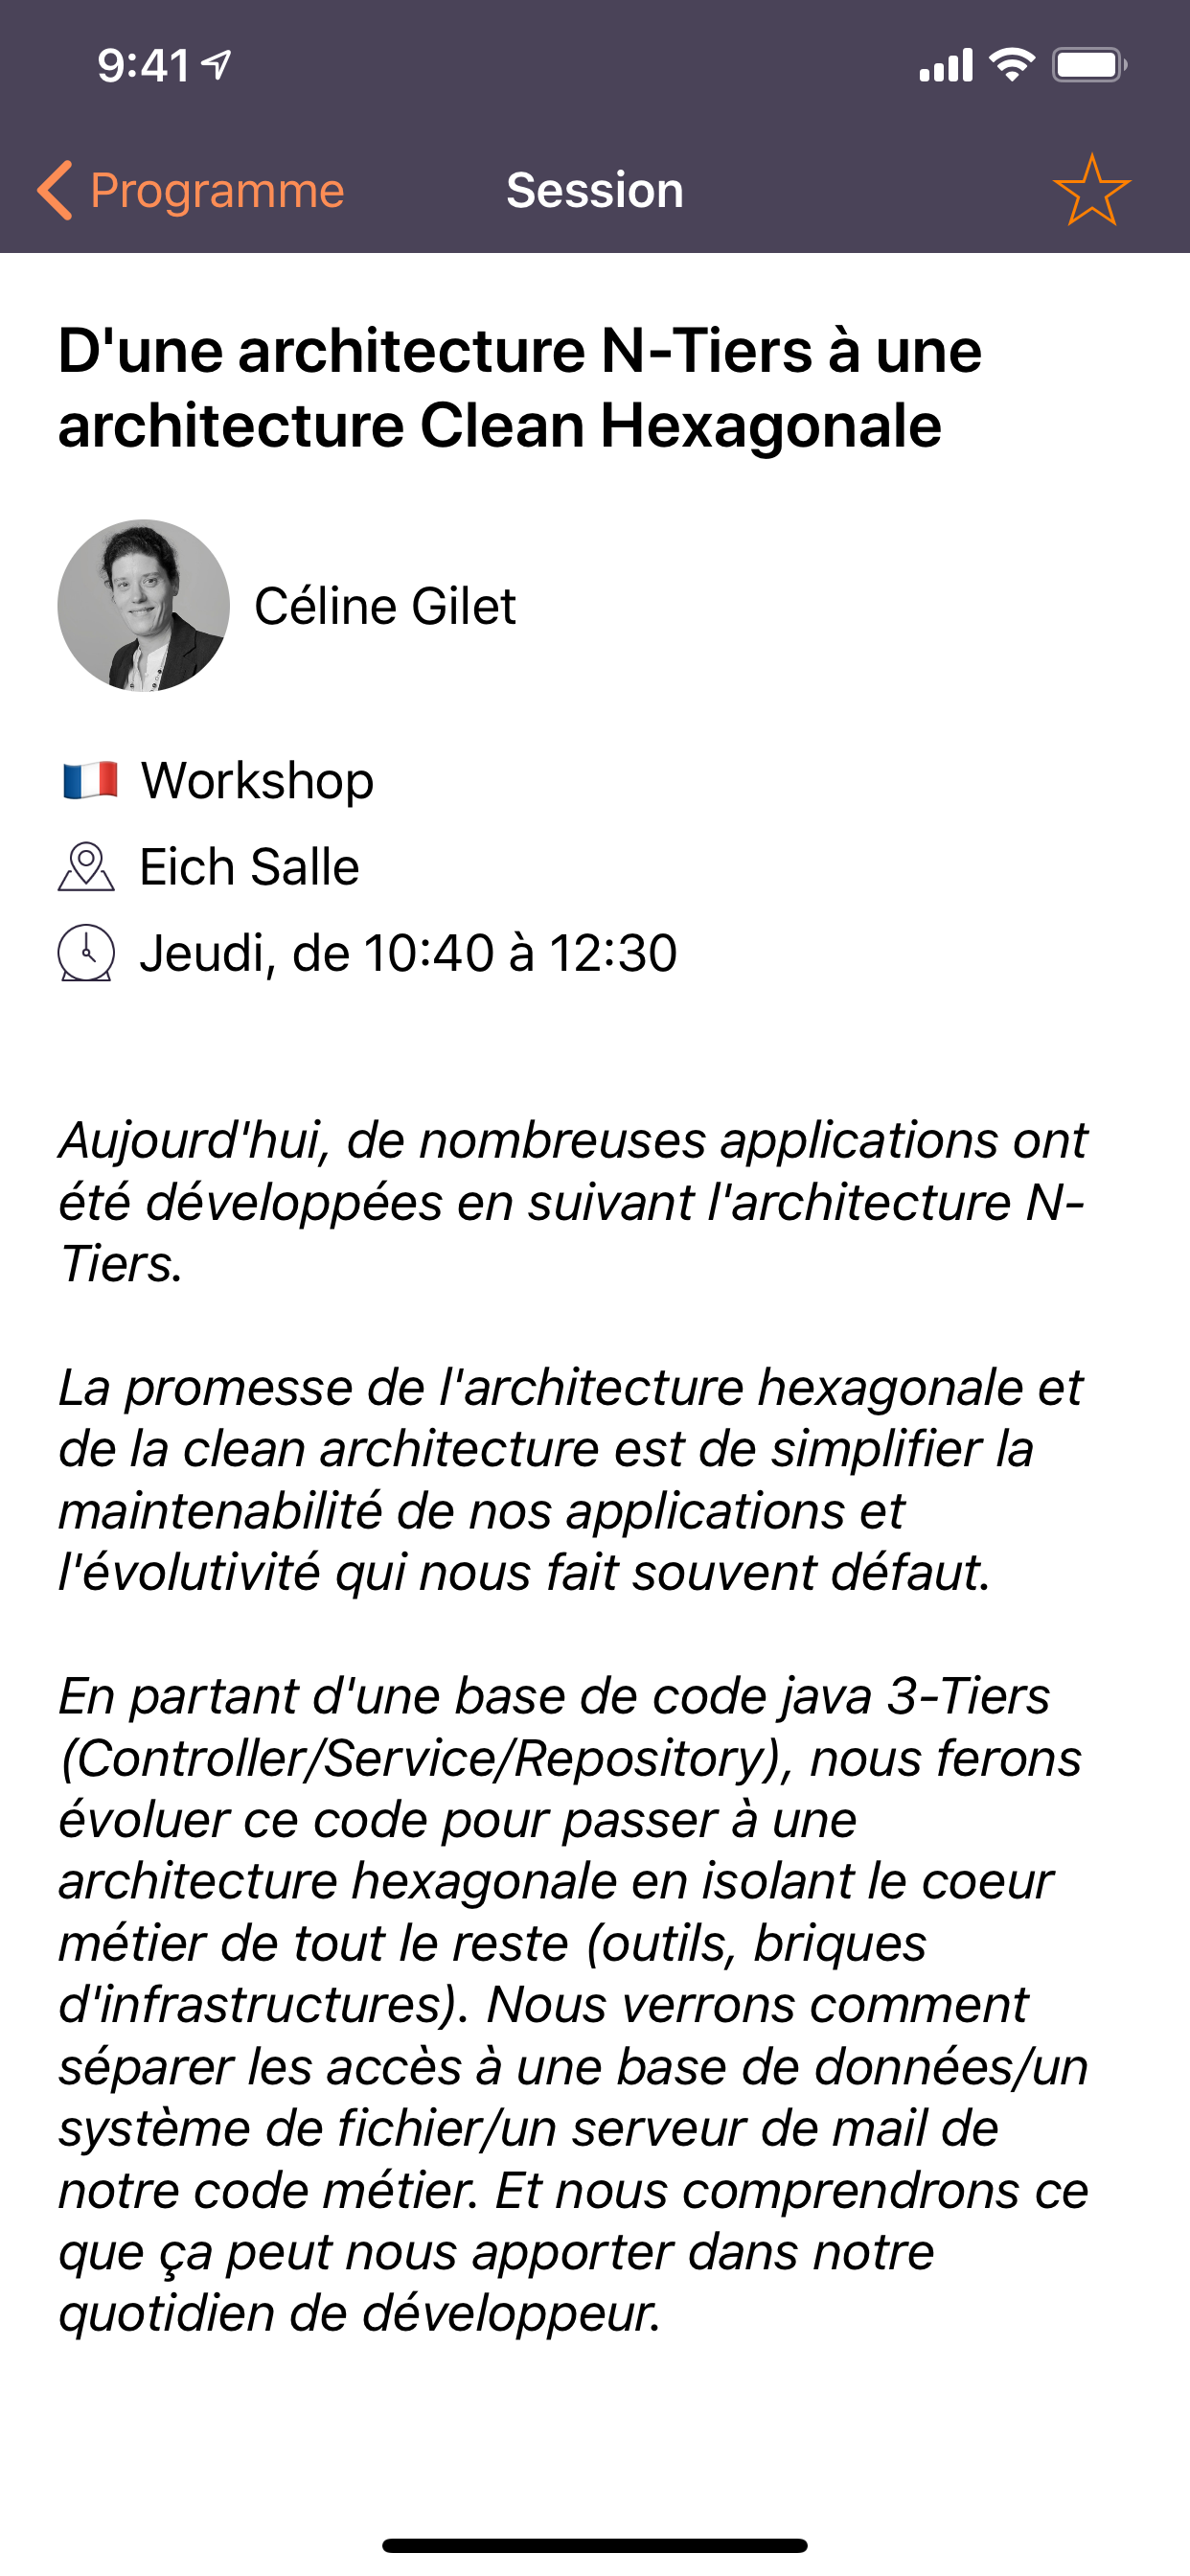 9:41
Programme
Session
D'une architecture N-Tiers à une
architecture Clean Hexagonale
Céline Gilet
Workshop
Eich Salle
Jeudi, de 10:40 à 12:30
Aujourd'hui, de nombreuses applications ont
été développées en suivant l'architecture N-
Tiers.
La promesse de l'architecture hexagonale et
de la clean architecture est de simplifier la
maintenabilité de nos applications et
l'évolutivité qui nous fait souvent défaut.
En partant d'une base de code java 3-Tiers
(Controller/Service/Repository), nous ferons
évoluer ce code pour passer à une
architecture hexagonale en isolant le coeur
métier de tout le reste (outils, briques
d'infrastructures). Nous verrons comment
séparer les accès à une base de données/un
système de fichier/un serveur de mail de
notre code métier. Et nous comprendrons ce
que ça peut nous apporter dans notre
quotidien de développeur.